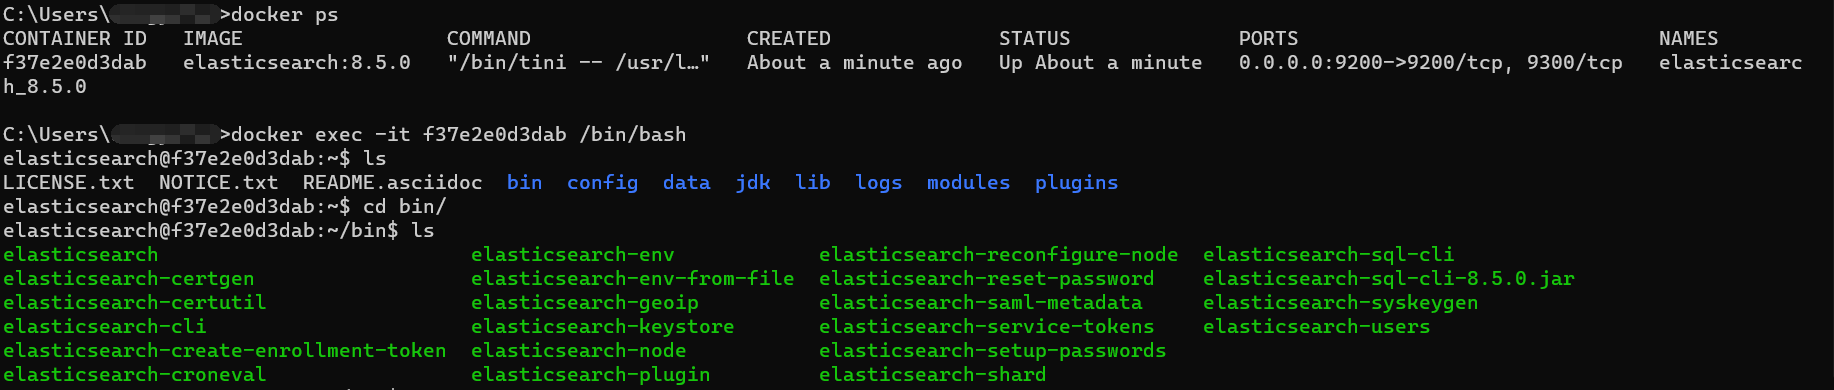 C:\Users\ >docker ps
CONTAINER ID   IMAGE                 COMMAND                  CREATED              STATUS              PORTS                              NAMES
f37e2e0d3dab   elasticsearch:8.5.0   "/bin/tini -- /usr/l…"   About a minute ago   Up About a minute   0.0.0.0:9200->9200/tcp, 9300/tcp   elasticsearc
h_8.5.0
C:\Users\ >docker exec -it f37e2e0d3dab /bin/bash
elasticsearch@f37e2e0d3dab:~$ ls
LICENSE.txt  NOTICE.txt  README.asciidoc  bin  config  data  jdk  lib  logs  modules  plugins
elasticsearch@f37e2e0d3dab:~$ cd bin/
elasticsearch@f37e2e0d3dab:~/bin$ ls
elasticsearch                          elasticsearch-env            elasticsearch-reconfigure-node  elasticsearch-sql-cli
elasticsearch-certgen                  elasticsearch-env-from-file  elasticsearch-reset-password    elasticsearch-sql-cli-8.5.0.jar
elasticsearch-certutil                 elasticsearch-geoip          elasticsearch-saml-metadata     elasticsearch-syskeygen
elasticsearch-cli                      elasticsearch-keystore       elasticsearch-service-tokens    elasticsearch-users
elasticsearch-create-enrollment-token  elasticsearch-node           elasticsearch-setup-passwords
elasticsearch-croneval                 elasticsearch-plugin         elasticsearch-shard